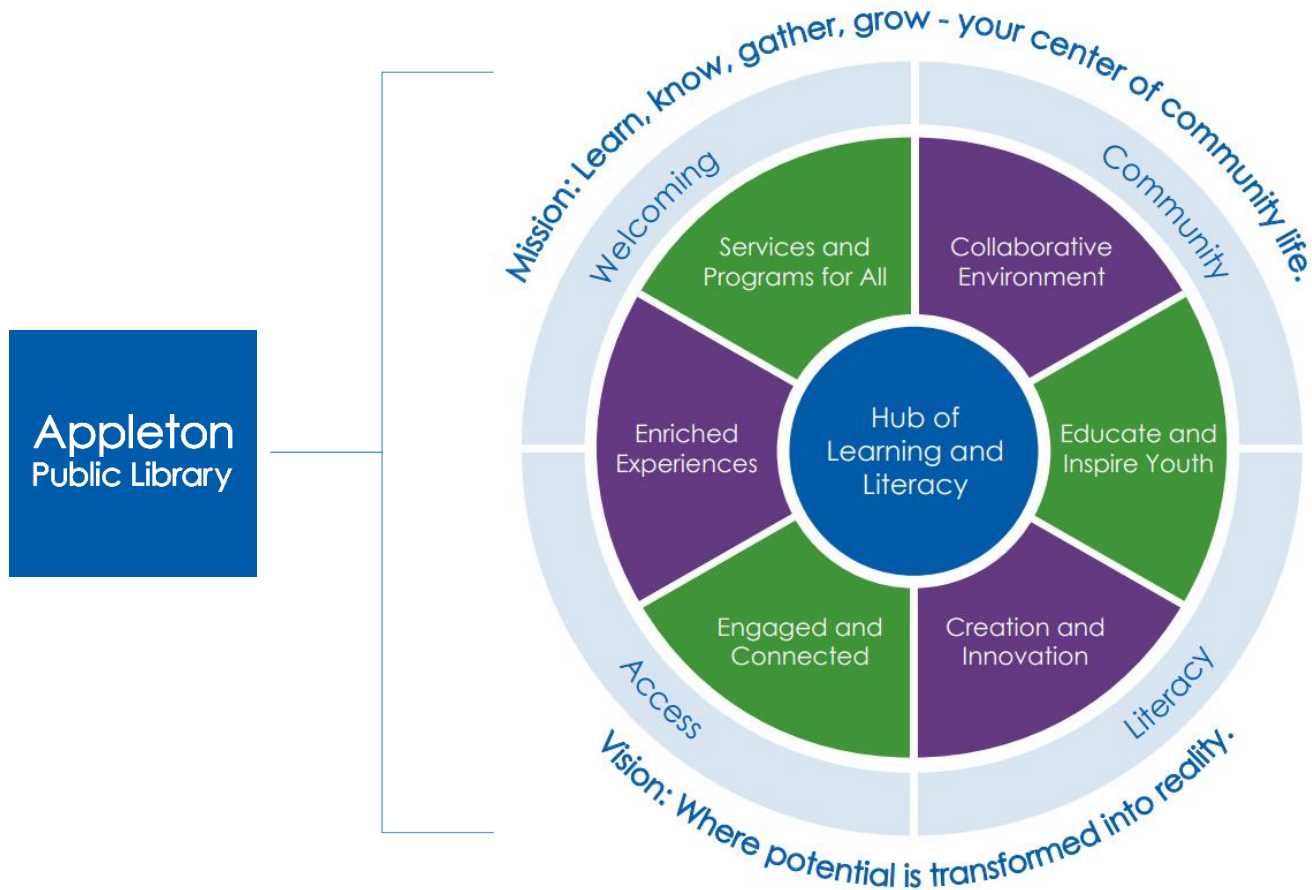 Appleton
Public Library
Mission: Learn, know, gather, grow - your center of community life.
Welcoming
Community
Services and
Programs for All
Collaborative
Environment
Enriched
Experiences
Hub of
Learning and
Literacy
Educate and
Inspire Youth
Engaged and
Connected
Creation and
Innovation
Access
Literacy
Vision: Where potential is transformed into reality.